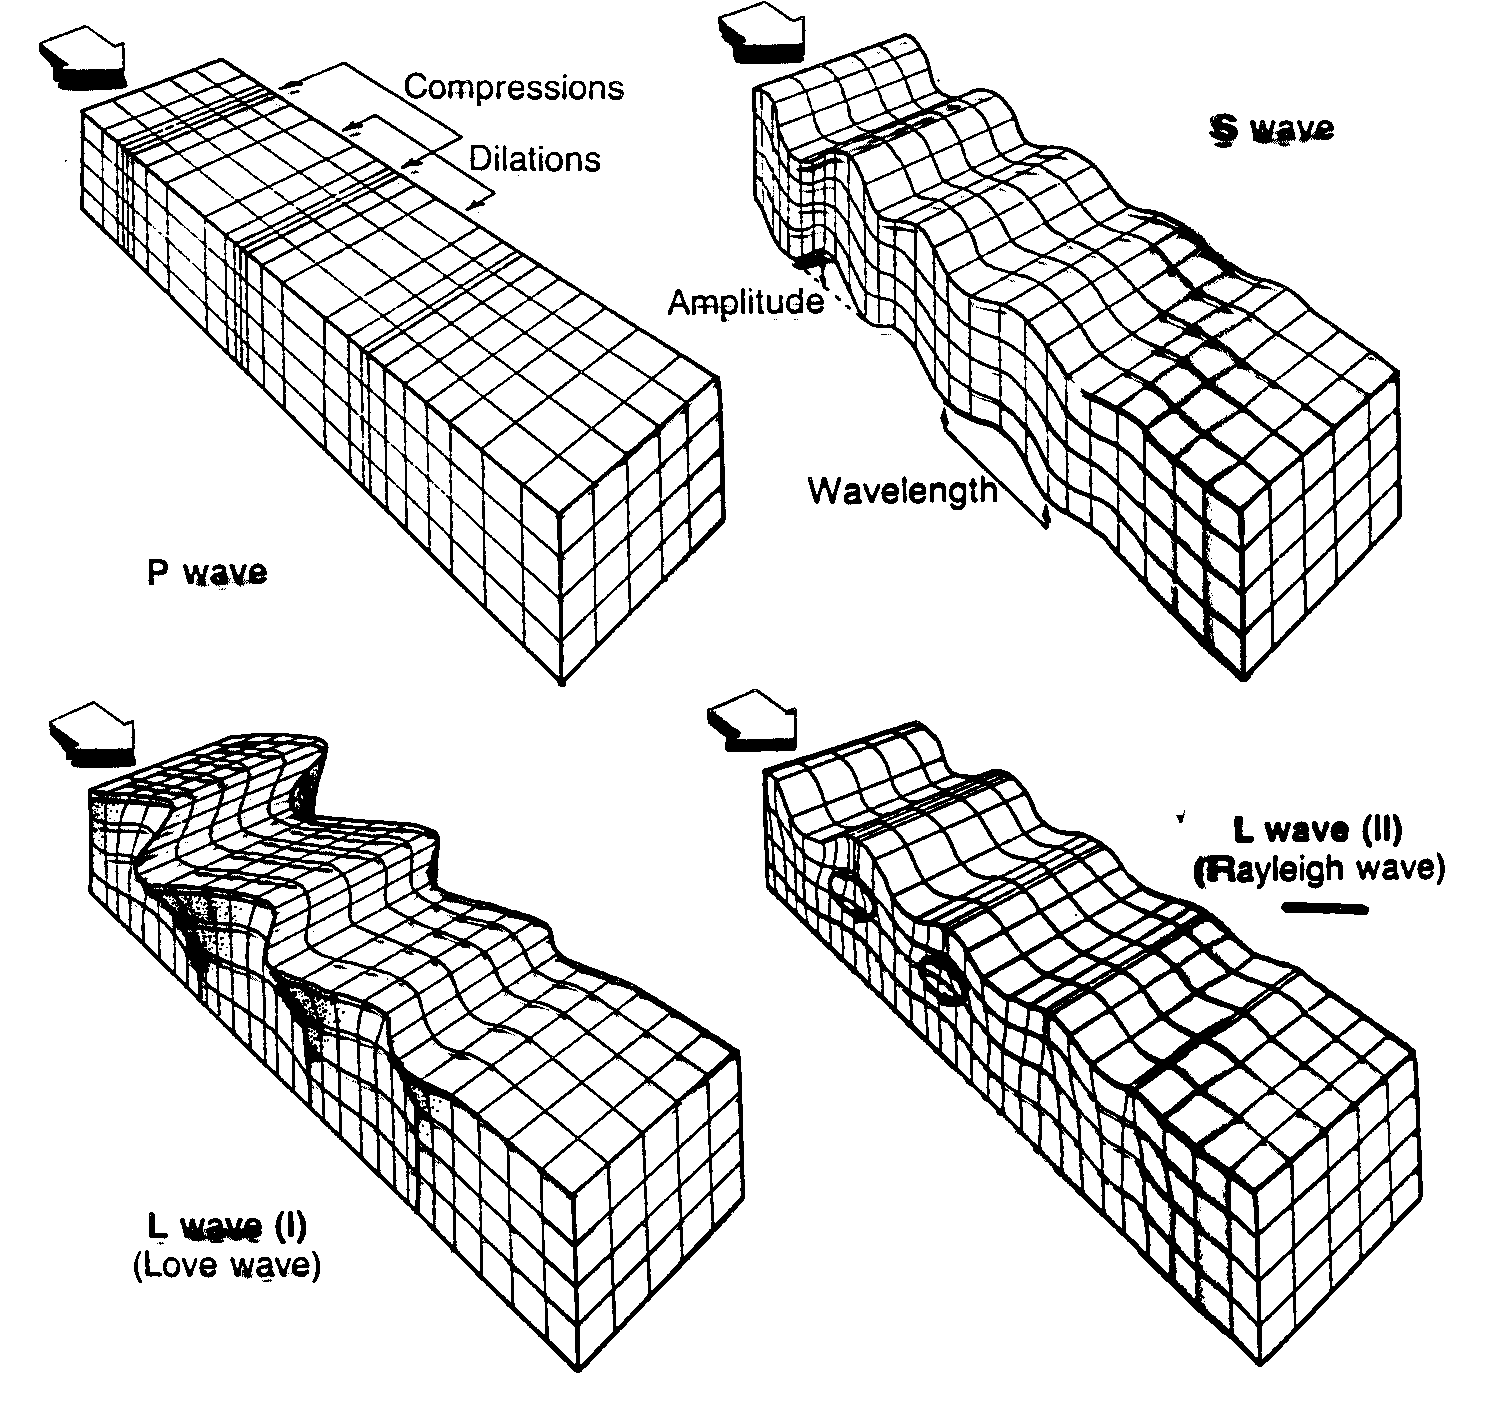 Compressions
Dilations
P wave
S wave
Amplitude
Wavelength
L wave (I)
(Love wave)
L wave (II)
(Rayleigh wave)